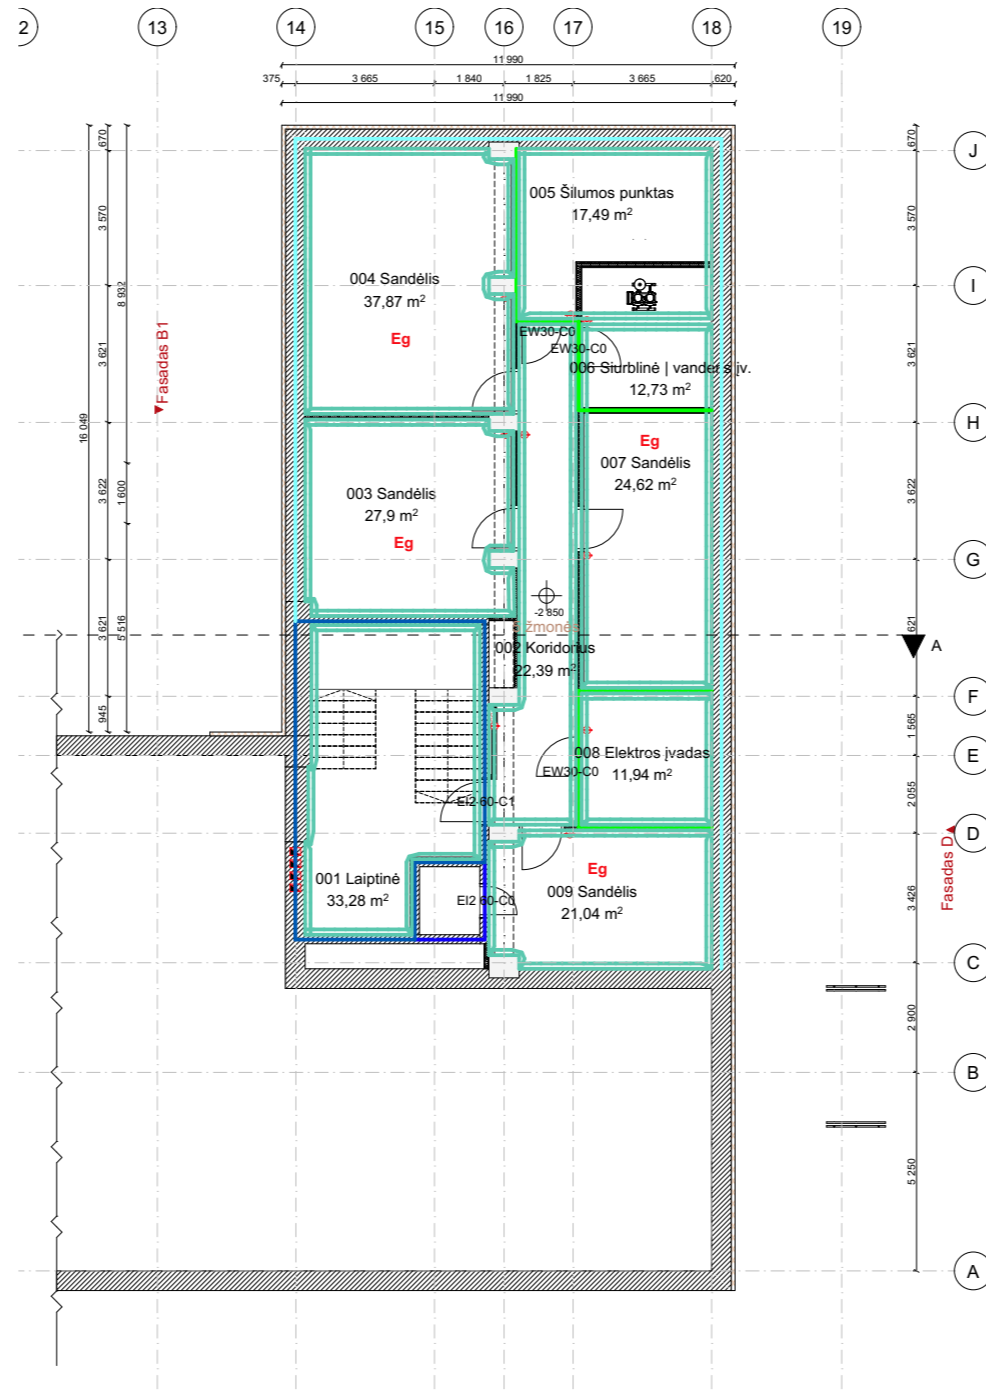 2
13
14
15
16
17
18
19
11 990
375
3 665
1 840
1 825
3 665
620
11 990
670
3 570
8 932
3 621
16 049
3 622
1 600
3 621
5 516
945
Fasadas B1
005 Šilumos punktas
17,49 m²
004 Sandėlis
37,87 m²
Eg
EW30-C0
EW30-C0
12,73 m²
Eg
007 Sandėlis
24,62 m²
003 Sandėlis
27,9 m²
Eg
-2 850
žmonės
002 Koridorius
22,39 m²
008 Elektros įvadas
EW30-C0
11,94 m²
EI2 60-C1
001 Laiptinė
33,28 m²
EI2 60-C0
Eg
009 Sandėlis
21,04 m²
670
3 570
3 621
3 622
621
A
1 565
2 055
3 426
2 900
5 250
Fasadas D
J
I
H
G
F
E
D
C
B
A